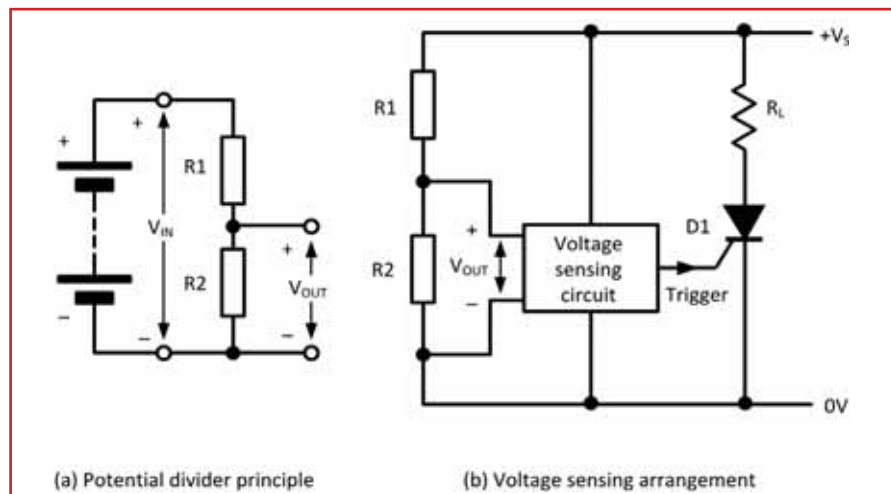 +
+
R1
V_IN
R2
+
V_OUT
−
−
−
(a) Potential divider principle
+V_S
R1
R_L
D1
+
V_OUT
−
R2
Voltage
sensing
circuit
Trigger
0V
(b) Voltage sensing arrangement